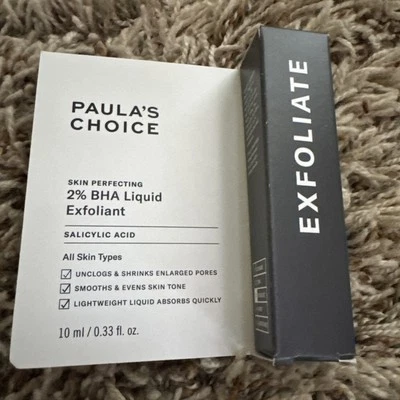 PAULA'S
CHOICE
SKIN PERFECTING
2% BHA Liquid
Exfoliant
SALICYLIC ACID
All Skin Types
UNCLOGS & SHRINKS ENLARGED PORES
SMOOTHS & EVENS SKIN TONE
LIGHTWEIGHT LIQUID ABSORBS QUICKLY
10 ml / 0.33 fl. oz.
EXFOLIATE